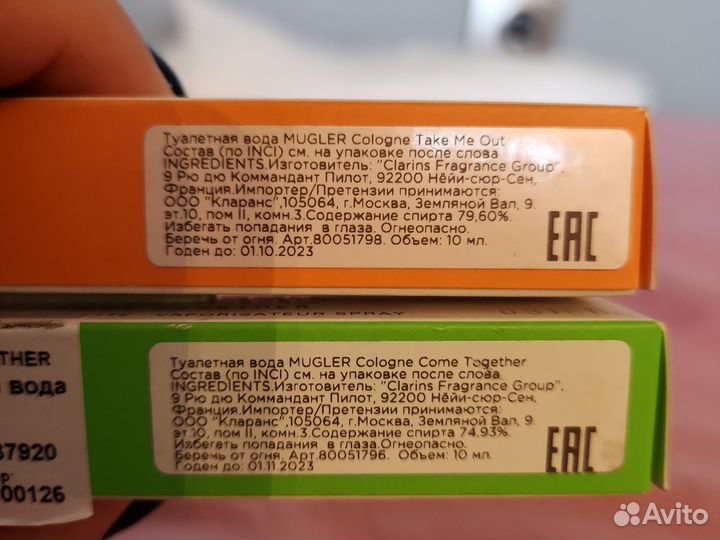 Туалетная вода MUGLER Cologne Take Me Out
Состав (по INCI) см. на упаковке после слова
INGREDIENTS.Изготовитель: "Clarins Fragrance Group",
9 Рю дю Коммандант Пилот, 92200 Нёйи-сюр-Сен,
Франция.Импортер/Претензии принимаются:
ООО "Кларанс",105064, г.Москва, Земляной Вал, 9
эт.10, пом II, комн.3.Содержание спирта 79,60%.
Избегать попадания в глаза. Огнеопасно.
Беречь от огня. Арт.80051798. Объем: 10 мл.
Годен до: 01.10.2023
EAC
VAPORISATEUR SPRAY
THER
вода
37920
р:
00126
Туалетная вода MUGLER Cologne Come Together
Состав (по INCI) см. на упаковке после слова
INGREDIENTS.Изготовитель: "Clarins Fragrance Group",
9 Рю дю Коммандант Пилот, 92200 Нёйи-сюр-Сен,
Франция.Импортер/Претензии принимаются:
ООО "Кларанс",105064, г.Москва, Земляной Вал, 9
эт.10, пом II, комн.3.Содержание спирта 74,93%.
Избегать попадания в глаза.Огнеопасно.
Беречь от огня. Арт.80051796. Объем: 10 мл.
Годен до: 01.11.2023
EAC
Avito